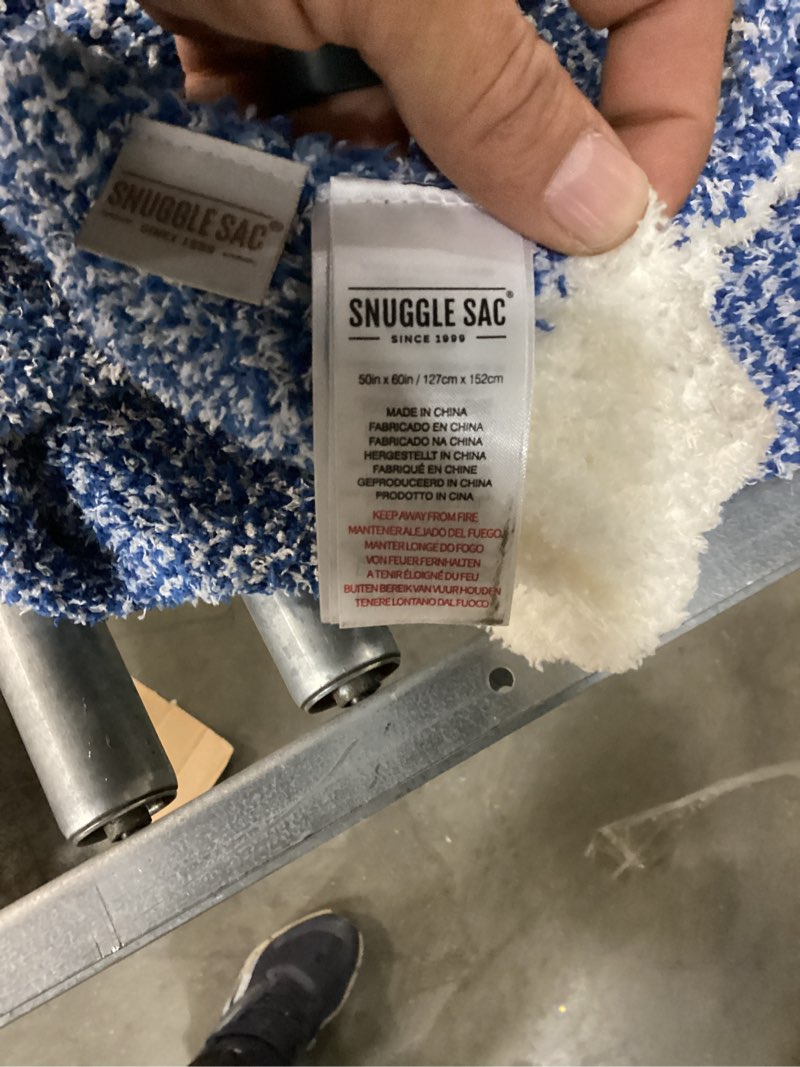 SNUGGLE SAC®
SINCE 1999
SNUGGLE SAC®
SINCE 1999
50in x 60in / 127cm x 152cm
MADE IN CHINA
FABRICADO EN CHINA
FABRICADO NA CHINA
HERGESTELLT IN CHINA
FABRIQUÉ EN CHINE
GEPRODUCEERD IN CHINA
PRODOTTO IN CINA
KEEP AWAY FROM FIRE
MANTENER ALEJADO DEL FUEGO
MANTER LONGE DO FOGO
VON FEUER FERNHALTEN
A TENIR ÉLOIGNÉ DU FEU
BUITEN BEREIK VAN VUUR HOUDEN
TENERE LONTANO DAL FUOCO